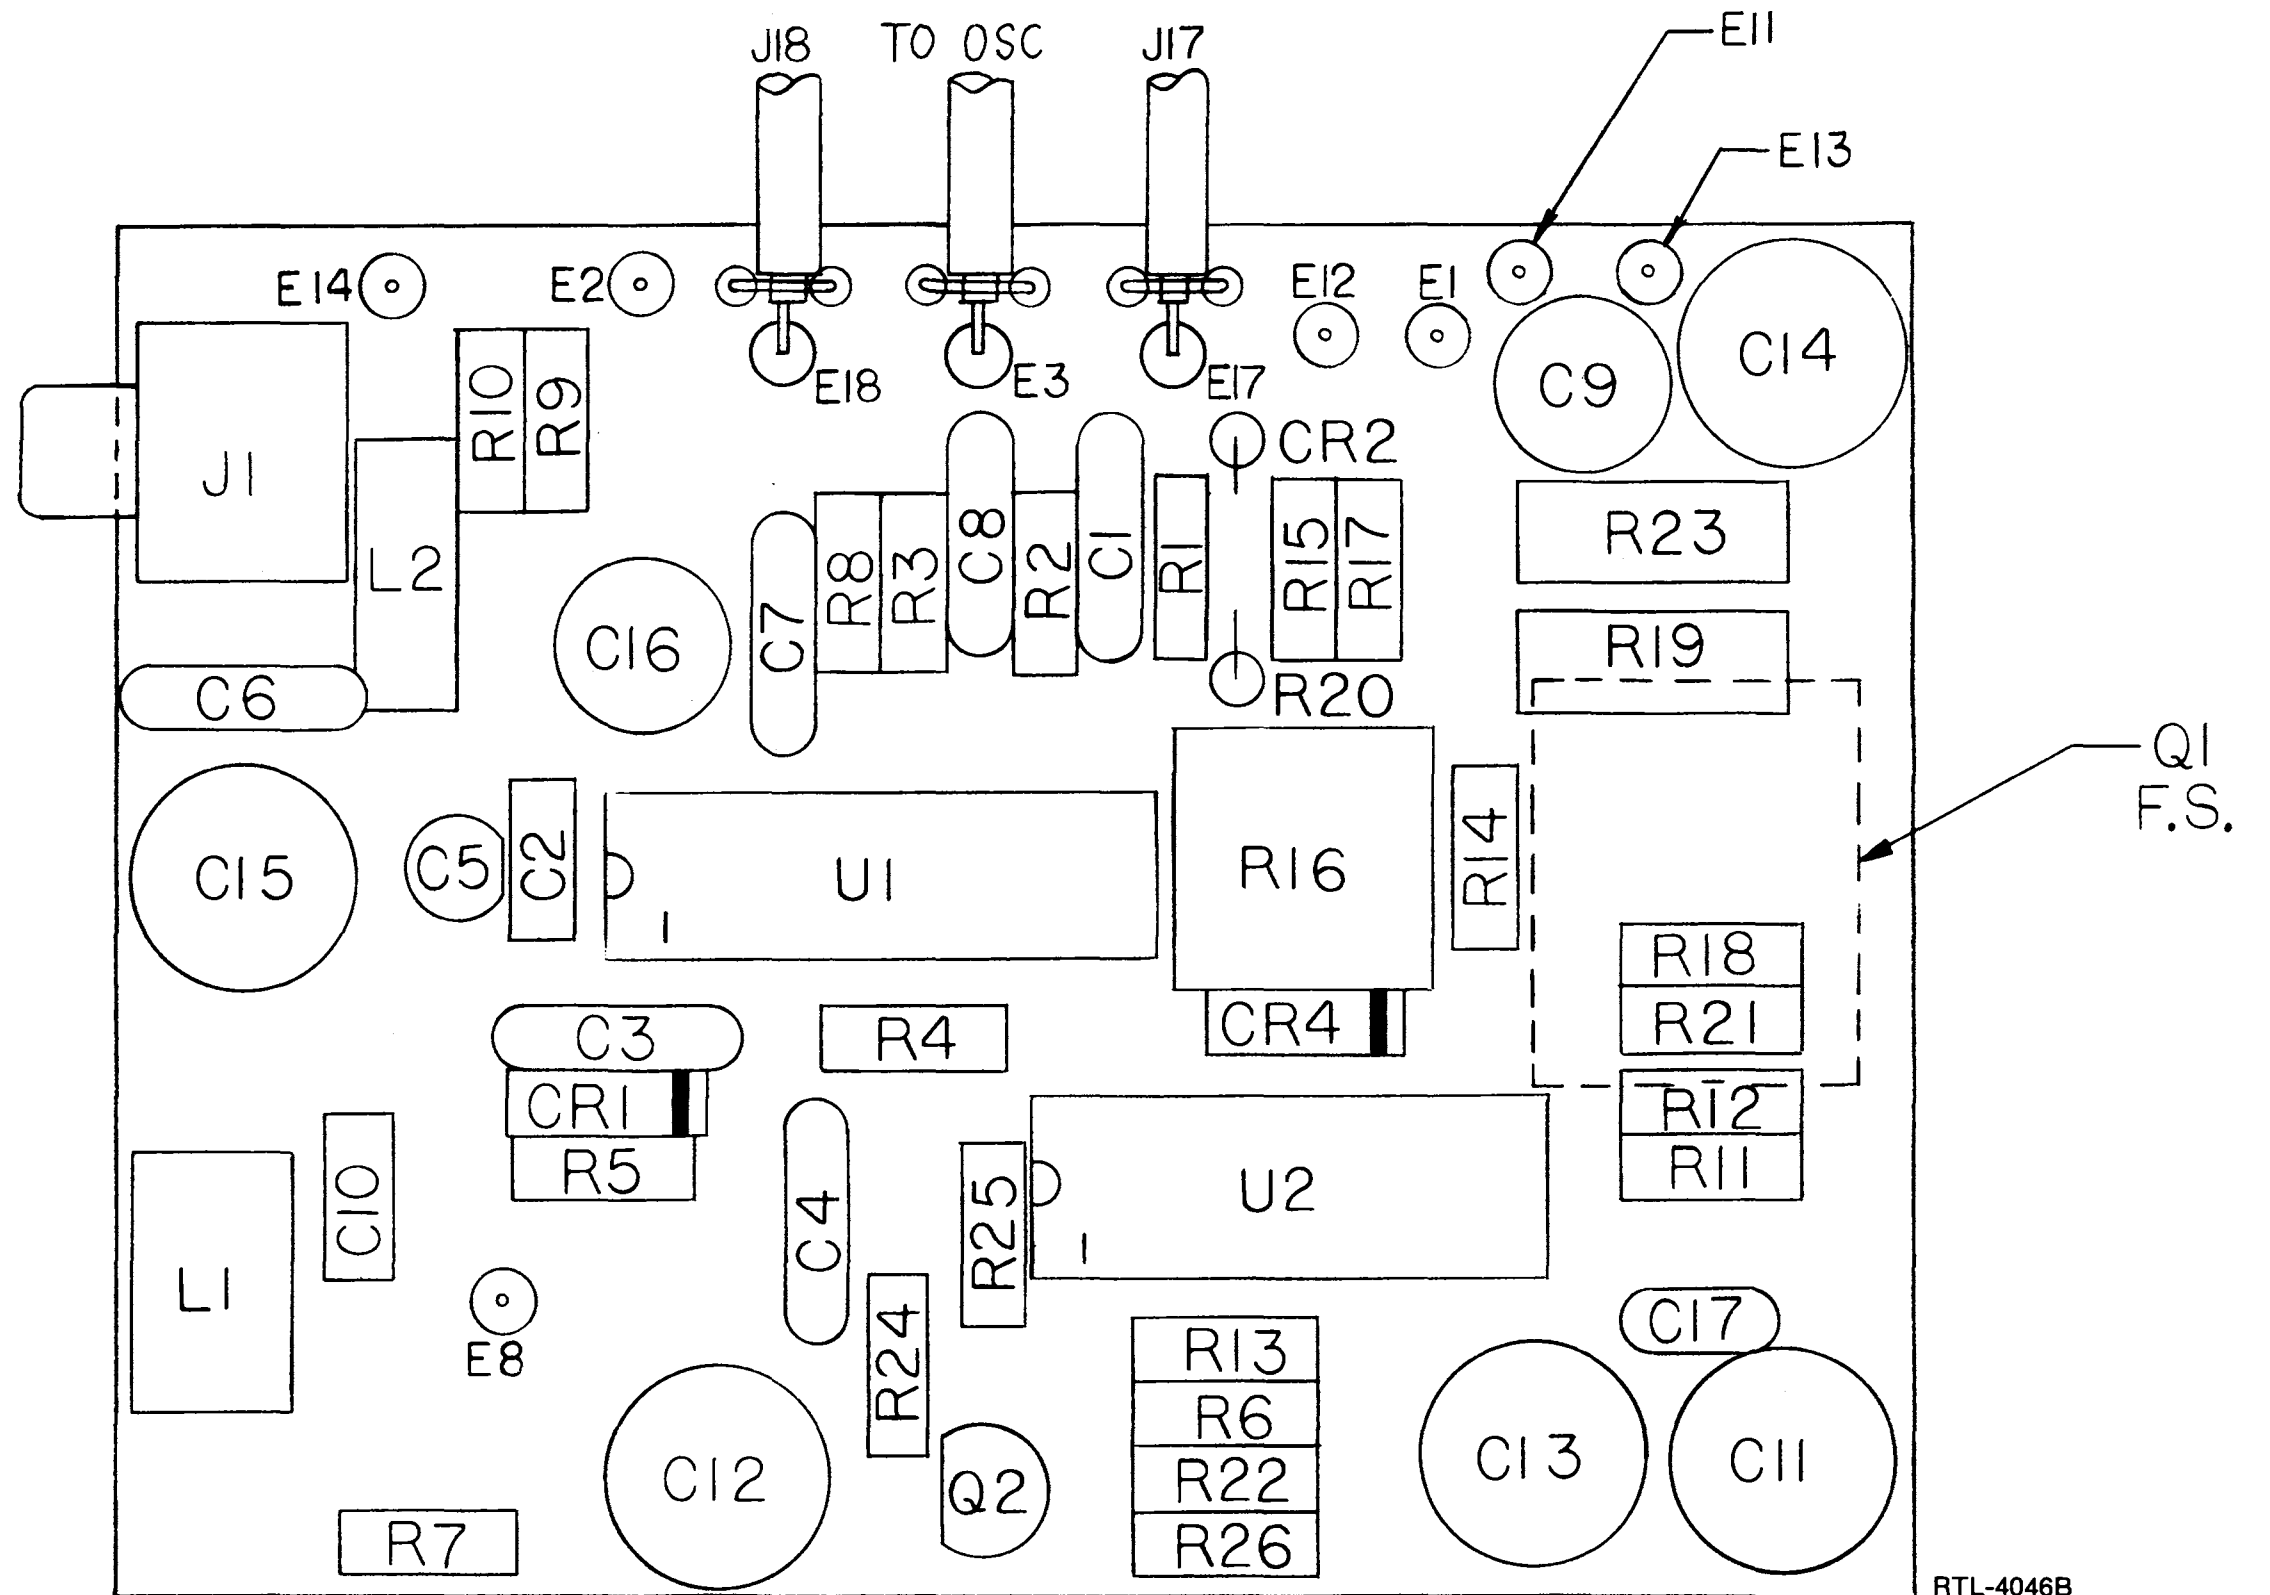 J18 TO OSC J17
E11
E13
E14
E2
E18
E3
E17
E12
E1
C9
C14
J1
L2
R10
R9
CR2
C16
C7
R8
R3
C8
R2
C1
R1
R15
R17
R20
R23
R19
C6
Q1
F.S.
C15
C5
C2
U1
1
R16
R14
R18
R21
C3
R4
CR4
CR1
R5
R12
R11
C10
L1
C4
R25
U2
1
E8
R24
R13
R6
R22
R26
C17
C13
C11
C12
Q2
R7
RTL-4046B